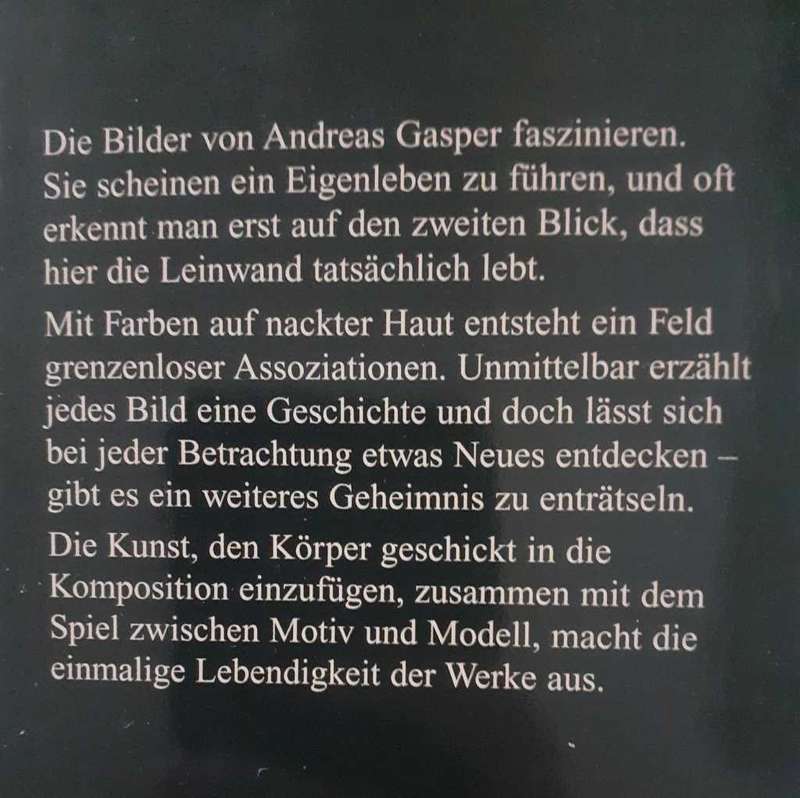 Die Bilder von Andreas Gasper faszinieren.
Sie scheinen ein Eigenleben zu führen, und oft
erkennt man erst auf den zweiten Blick, dass
hier die Leinwand tatsächlich lebt.
Mit Farben auf nackter Haut entsteht ein Feld
grenzenloser Assoziationen. Unmittelbar erzählt
jedes Bild eine Geschichte und doch lässt sich
bei jeder Betrachtung etwas Neues entdecken –
gibt es ein weiteres Geheimnis zu enträtseln.
Die Kunst, den Körper geschickt in die
Komposition einzufügen, zusammen mit dem
Spiel zwischen Motiv und Modell, macht die
einmalige Lebendigkeit der Werke aus.